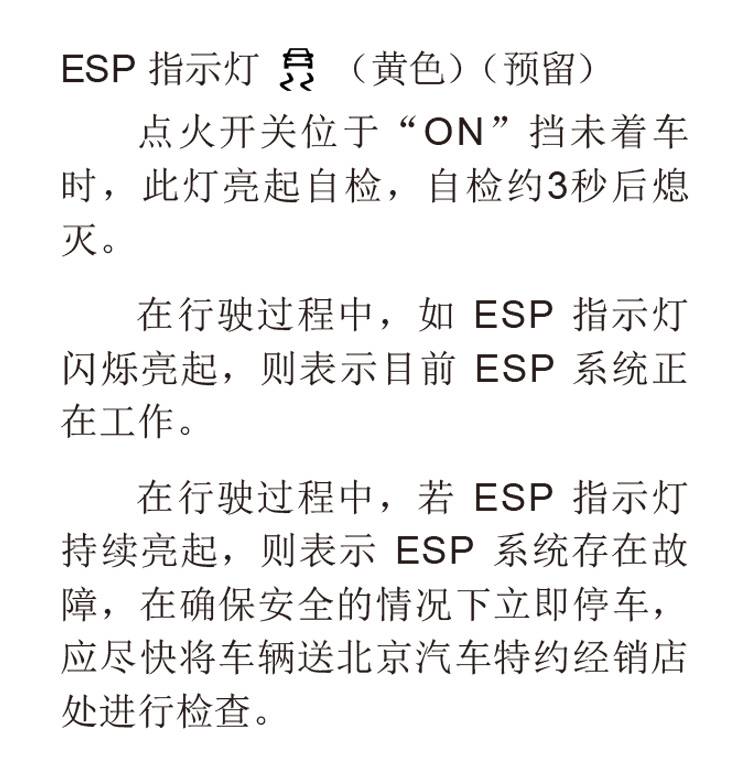 ESP 指示灯 （黄色）（预留）
点火开关位于“ON”挡未着车
时，此灯亮起自检，自检约3秒后熄
灭。
在行驶过程中，如 ESP 指示灯
闪烁亮起，则表示目前 ESP 系统正
在工作。
在行驶过程中，若 ESP 指示灯
持续亮起，则表示 ESP 系统存在故
障，在确保安全的情况下立即停车，
应尽快将车辆送北京汽车特约经销店
处进行检查。